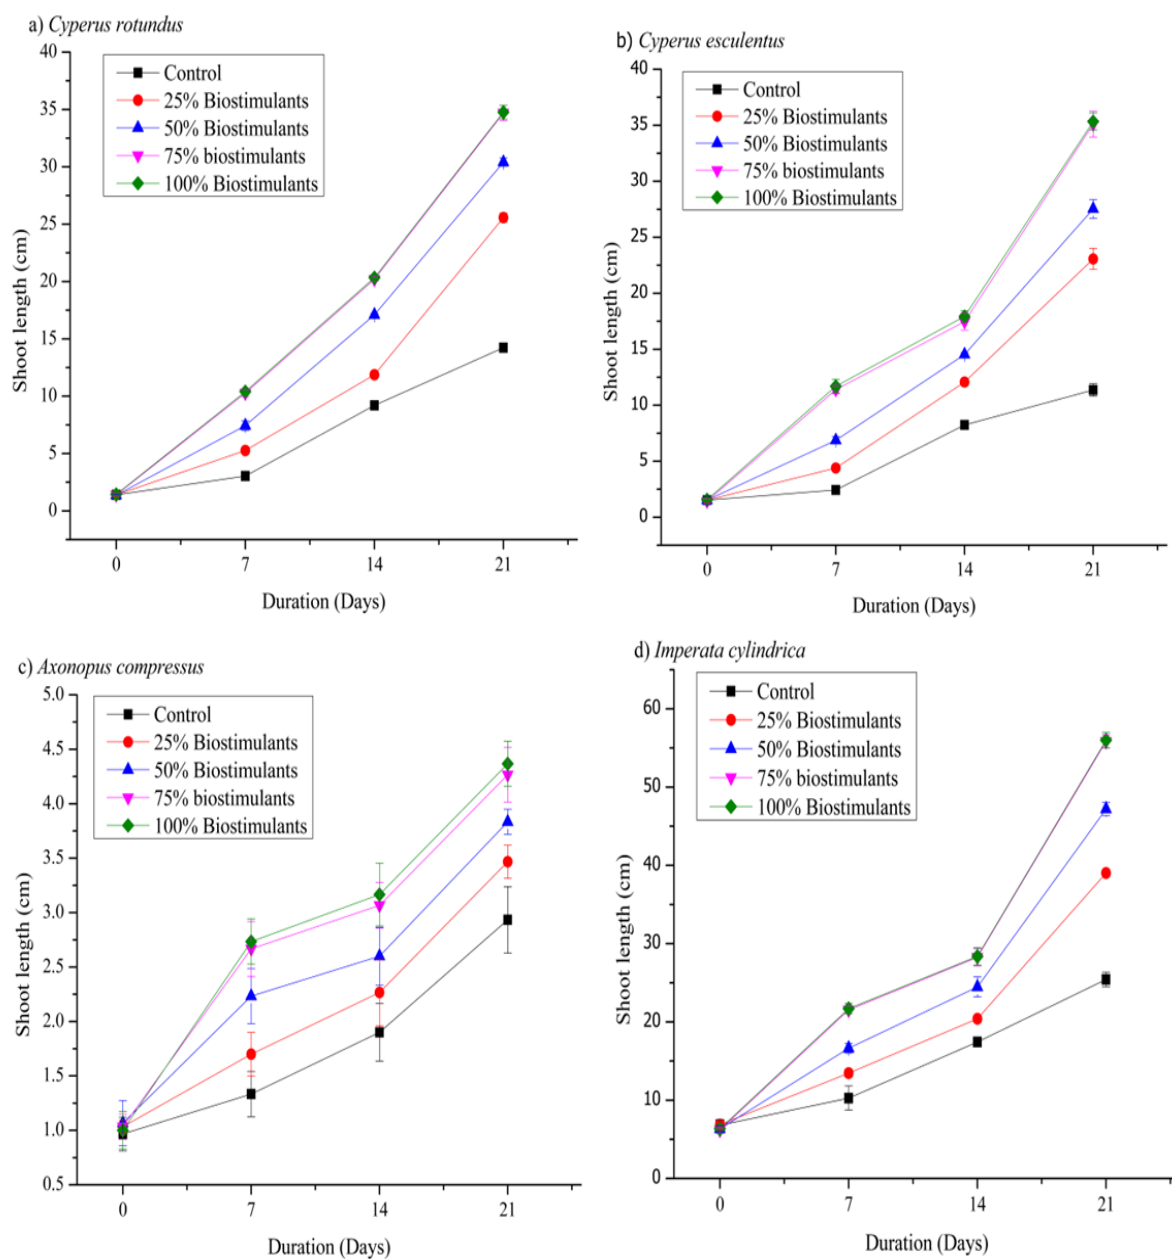 a) Cyperus rotundus
40
35
30
25
20
15
10
5
0
Shoot length (cm)
Control
25% Biostimulants
50% Biostimulants
75% biostimulants
100% Biostimulants
0 7 14 21
Duration (Days)
b) Cyperus esculentus
40
35
30
25
20
15
10
5
0
Shoot length (cm)
Control
25% Biostimulants
50% Biostimulants
75% biostimulants
100% Biostimulants
0 7 14 21
Duration (Days)
c) Axonopus compressus
5.0
4.5
4.0
3.5
3.0
2.5
2.0
1.5
1.0
0.5
Shoot length (cm)
Control
25% Biostimulants
50% Biostimulants
75% biostimulants
100% Biostimulants
0 7 14 21
Duration (Days)
d) Imperata cylindrica
60
50
40
30
20
10
0
Shoot length (cm)
Control
25% Biostimulants
50% Biostimulants
75% biostimulants
100% Biostimulants
0 7 14 21
Duration (Days)